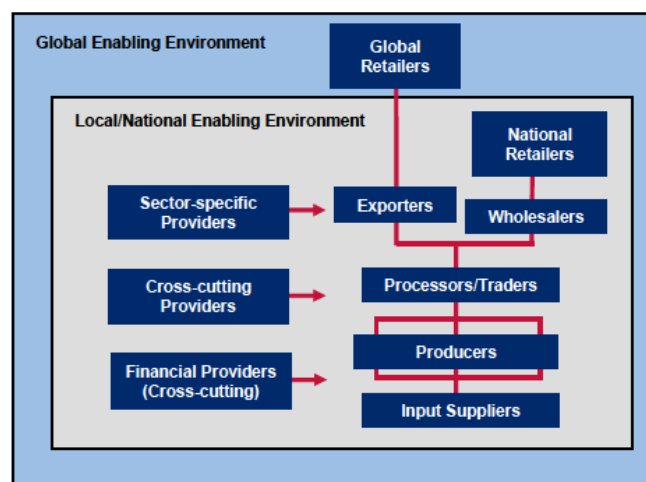 Global Enabling Environment
Global
Retailers
Local/National Enabling Environment
National
Retailers
Sector-specific
Providers
Exporters
Wholesalers
Cross-cutting
Providers
Processors/Traders
Producers
Financial Providers
(Cross-cutting)
Input Suppliers